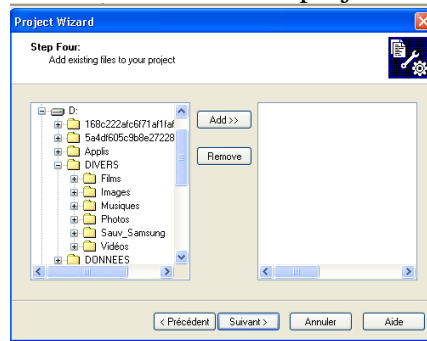 Project Wizard
Step Four:
Add existing files to your project
D:
168c222afc6f71af1faf
5a4df605c9b8e27228
Applis
DIVERS
Films
Images
Musiques
Photos
Sauv_Samsung
Vidéos
DONNEES
Add >>
Remove
< Précédent
Suivant >
Annuler
Aide